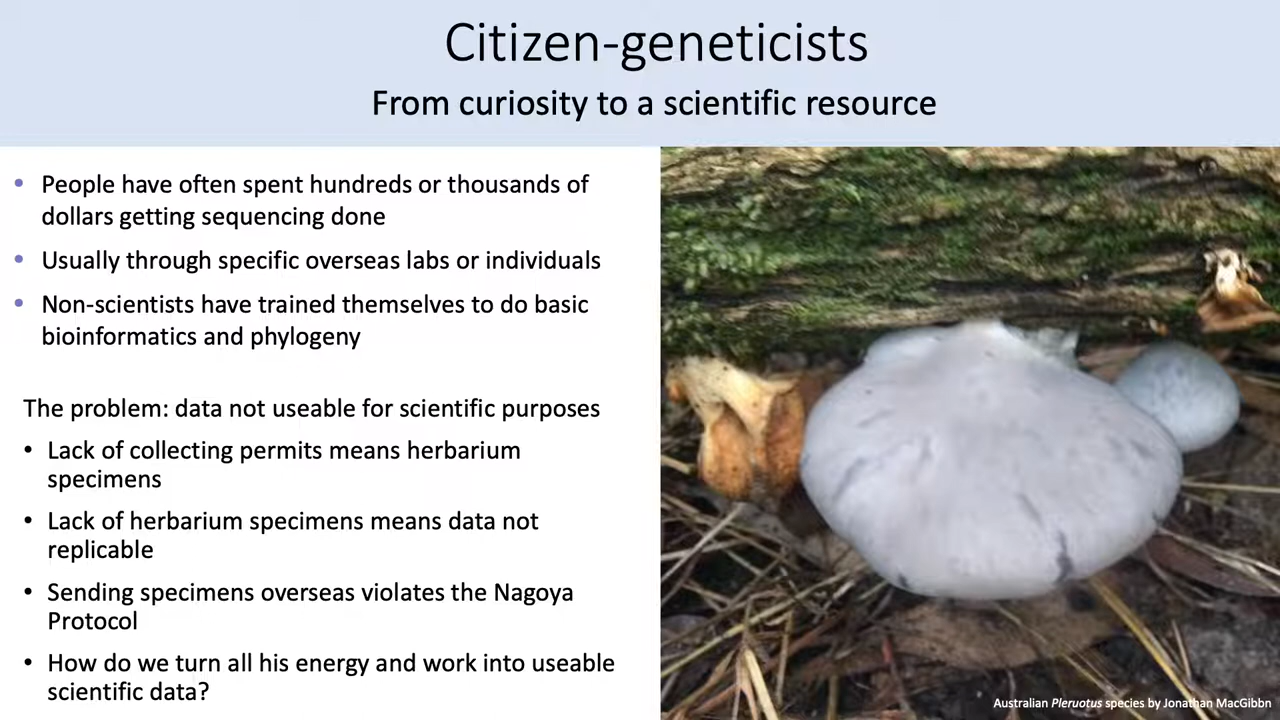 Citizen-geneticists
From curiosity to a scientific resource
• People have often spent hundreds or thousands of
dollars getting sequencing done
• Usually through specific overseas labs or individuals
• Non-scientists have trained themselves to do basic
bioinformatics and phylogeny
The problem: data not useable for scientific purposes
• Lack of collecting permits means herbarium
specimens
• Lack of herbarium specimens means data not
replicable
• Sending specimens overseas violates the Nagoya
Protocol
• How do we turn all his energy and work into useable
scientific data?
Australian Pleruotus species by Jonathan MacGibbn